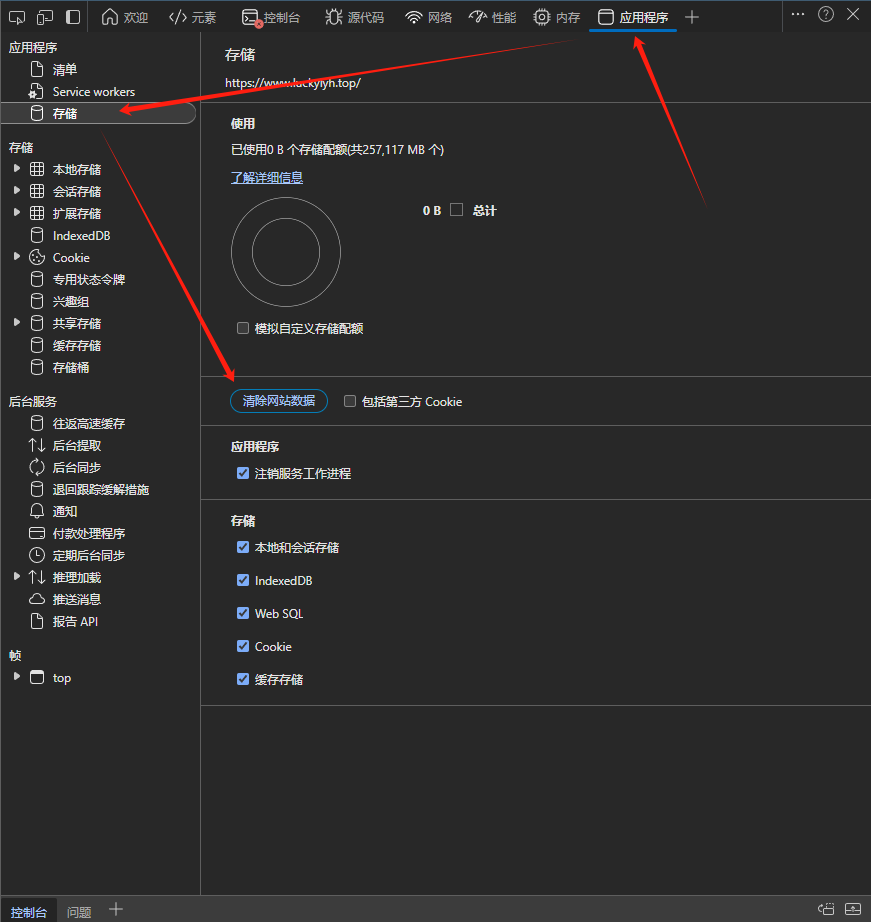 欢迎
元素
控制台
源代码
网络
性能
内存
应用程序
应用程序
清单
Service workers
存储
存储
本地存储
会话存储
扩展存储
IndexedDB
Cookie
专用状态令牌
兴趣组
共享存储
缓存存储
存储桶
后台服务
往返高速缓存
后台提取
后台同步
退回跟踪缓解措施
通知
付款处理程序
定期后台同步
推理加载
推送消息
报告 API
帧
top
存储
使用
已使用0 B 个存储配额(共257,117 MB 个)
了解详细信息
0 B 总计
模拟自定义存储配额
清除网站数据
包括第三方 Cookie
应用程序
注销服务工作进程
存储
本地和会话存储
IndexedDB
Web SQL
Cookie
缓存存储
控制台
问题